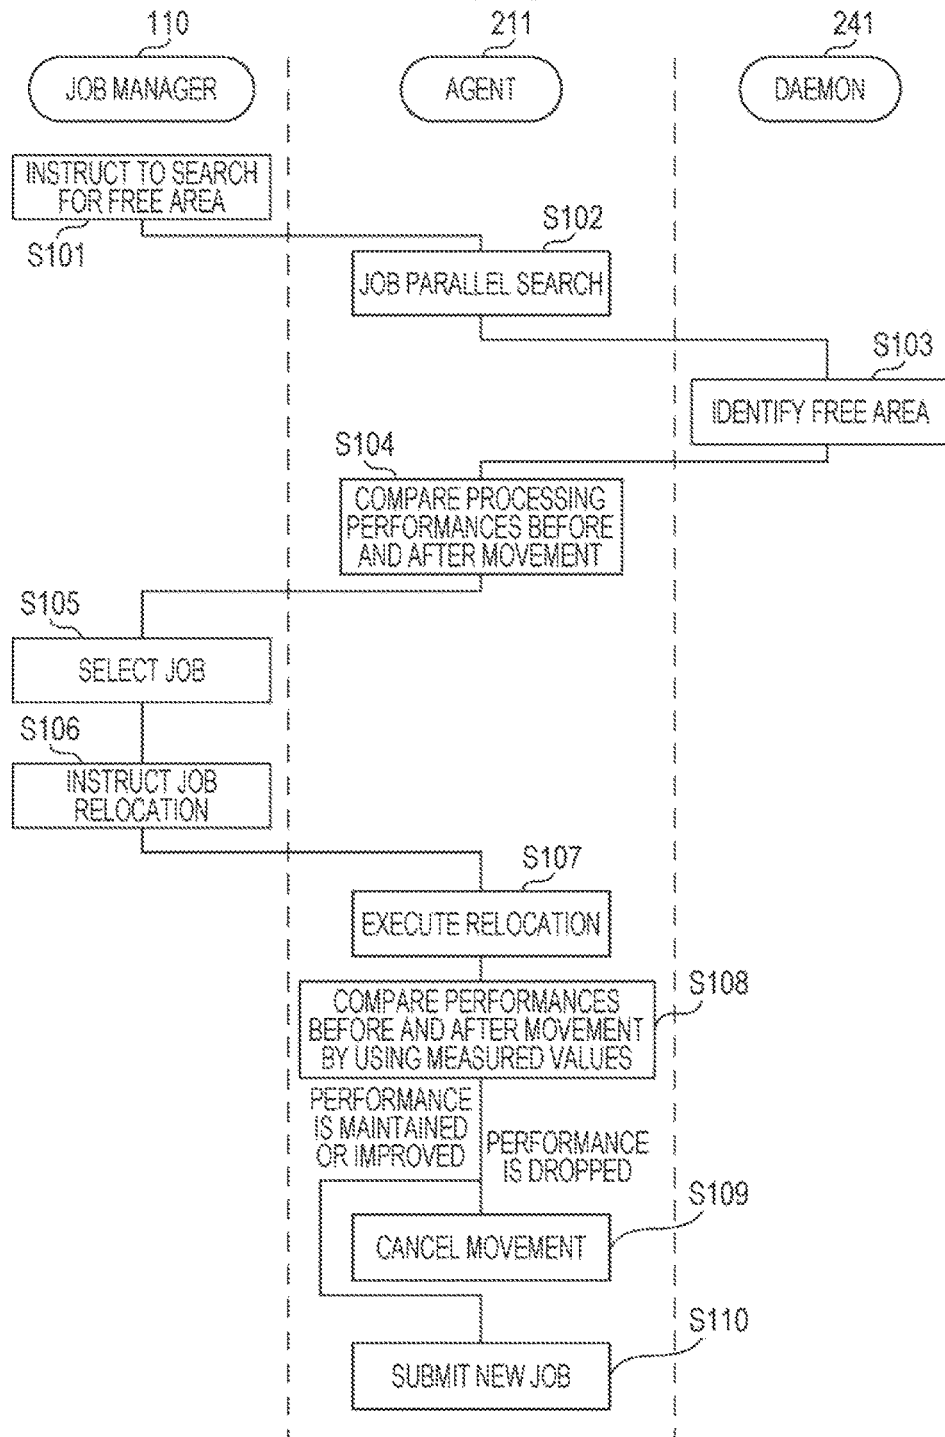 110
211
241
JOB MANAGER
AGENT
DAEMON
INSTRUCT TO SEARCH
FOR FREE AREA
S101
S102
JOB PARALLEL SEARCH
S103
IDENTIFY FREE AREA
S104
COMPARE PROCESSING
PERFORMANCES BEFORE
AND AFTER MOVEMENT
S105
SELECT JOB
S106
INSTRUCT JOB
RELOCATION
S107
EXECUTE RELOCATION
S108
COMPARE PERFORMANCES
BEFORE AND AFTER MOVEMENT
BY USING MEASURED VALUES
PERFORMANCE
IS MAINTAINED
OR IMPROVED
PERFORMANCE
IS DROPPED
S109
CANCEL MOVEMENT
S110
SUBMIT NEW JOB